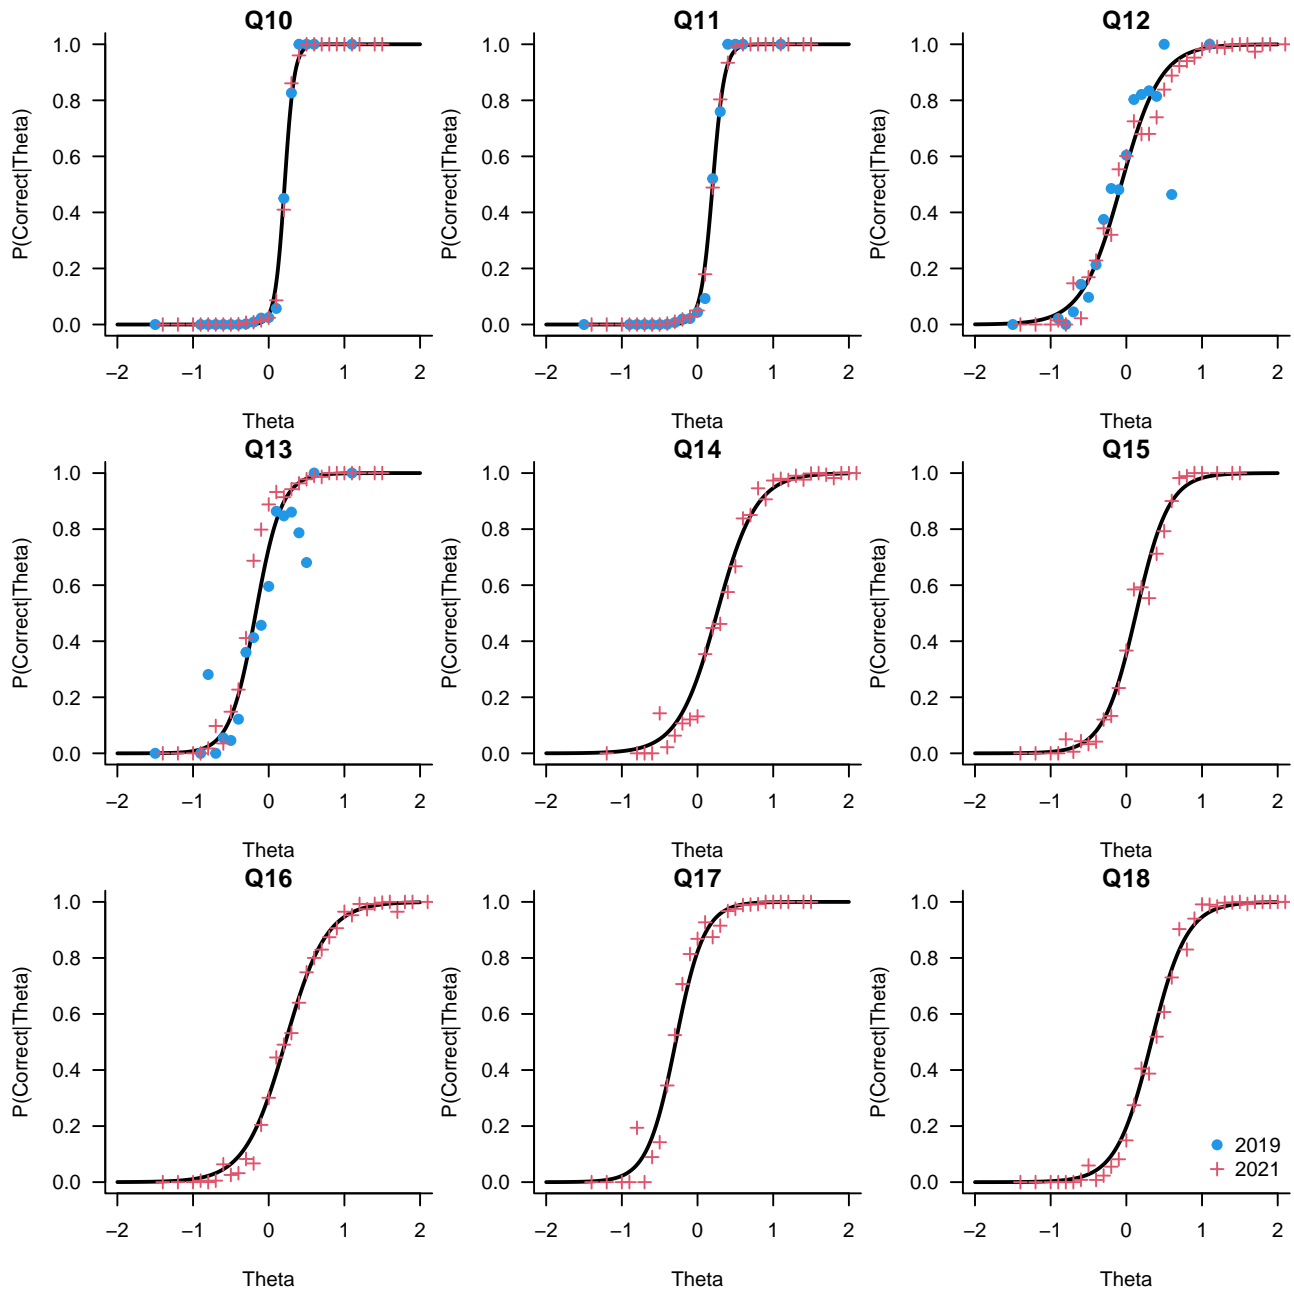 Q10 Q11 Q12
P(Correct|Theta) P(Correct|Theta) P(Correct|Theta)
1.0 1.0 1.0
0.8 0.8 0.8
0.6 0.6 0.6
0.4 0.4 0.4
0.2 0.2 0.2
0.0 0.0 0.0
−2 −1 0 1 2 −2 −1 0 1 2 −2 −1 0 1 2
Theta Theta Theta
Q13 Q14 Q15
P(Correct|Theta) P(Correct|Theta) P(Correct|Theta)
1.0 1.0 1.0
0.8 0.8 0.8
0.6 0.6 0.6
0.4 0.4 0.4
0.2 0.2 0.2
0.0 0.0 0.0
−2 −1 0 1 2 −2 −1 0 1 2 −2 −1 0 1 2
Theta Theta Theta
Q16 Q17 Q18
P(Correct|Theta) P(Correct|Theta) P(Correct|Theta)
1.0 1.0 1.0
0.8 0.8 0.8
0.6 0.6 0.6
0.4 0.4 0.4
0.2 0.2 0.2
0.0 0.0 0.0
2019
2021
−2 −1 0 1 2 −2 −1 0 1 2 −2 −1 0 1 2
Theta Theta Theta